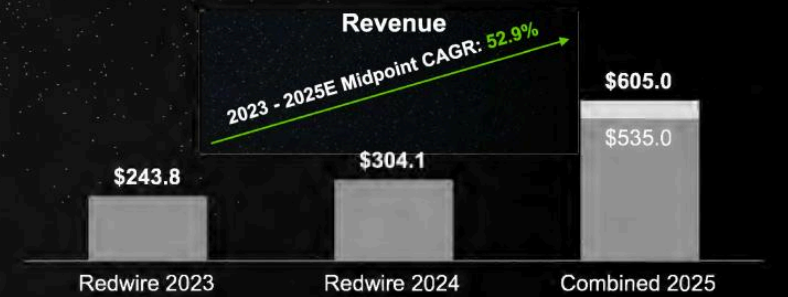 Revenue
2023 - 2025E Midpoint CAGR: 52.9%
$605.0
$535.0
$304.1
$243.8
Redwire 2023
Redwire 2024
Combined 2025